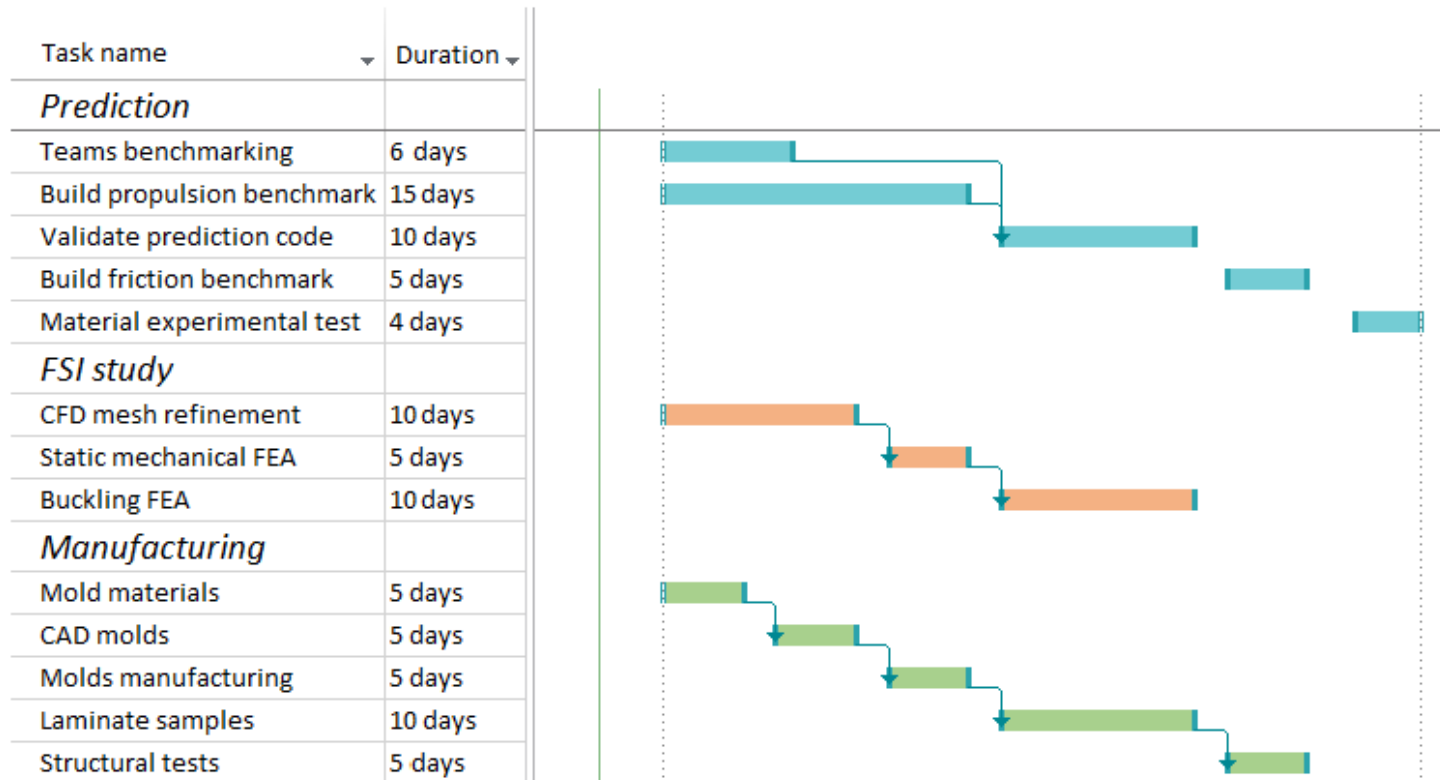 Task name Duration
Prediction
Teams benchmarking 6 days
Build propulsion benchmark 15 days
Validate prediction code 10 days
Build friction benchmark 5 days
Material experimental test 4 days
FSI study
CFD mesh refinement 10 days
Static mechanical FEA 5 days
Buckling FEA 10 days
Manufacturing
Mold materials 5 days
CAD molds 5 days
Molds manufacturing 5 days
Laminate samples 10 days
Structural tests 5 days